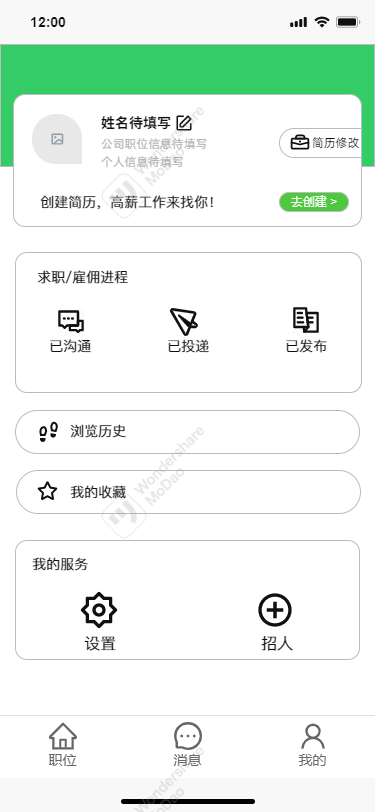 12:00
姓名待填写
公司职位信息待填写
个人信息待填写
简历修改
创建简历，高薪工作来找你！
去创建 >
求职/雇佣进程
已沟通
已投递
已发布
浏览历史
我的收藏
我的服务
设置
招人
职位
消息
我的
Wondershare
MoDao
Wondershare
MoDao
Wondershare
MoDao